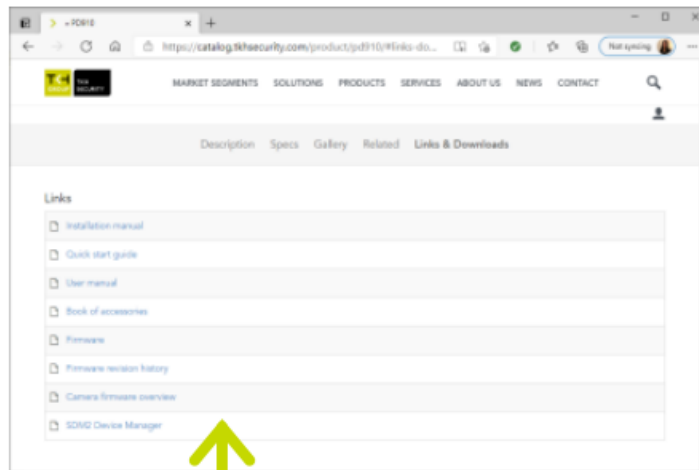 - PD910
https://catalog.tkhsecurity.com/product/pd910/#links-do...
Not syncing
TKH GROUP TKH SECURITY
MARKET SEGMENTS SOLUTIONS PRODUCTS SERVICES ABOUT US NEWS CONTACT
Description Specs Gallery Related Links & Downloads
Links
Installation manual
Quick start guide
User manual
Book of accessories
Firmware
Firmware revision history
Camera firmware overview
SDM2 Device Manager